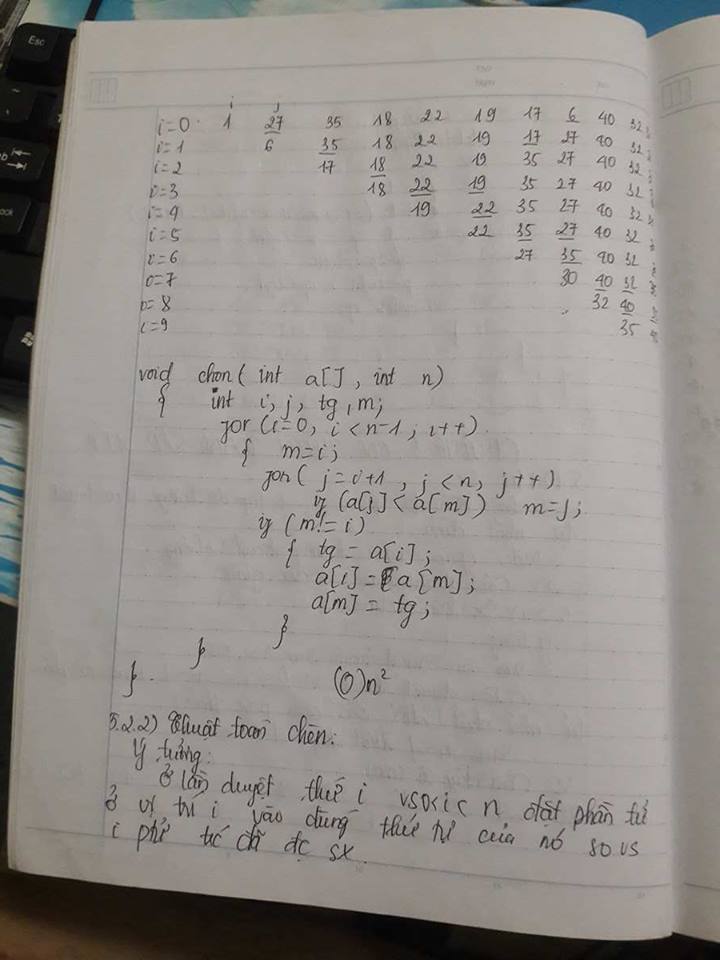 Esc
i j
i=0 1 27 35 18 22 19 17 6 40 32
i=1 6 35 18 22 19 17 27 40 32
i=2 17 18 22 19 35 27 40 32
i=3 18 22 19 35 27 40 32
i=4 19 22 35 27 40 32
i=5 22 35 27 40 32
i=6 27 35 40 32
i=7 30 40 32
i=8 32 40
i=9 35
void chon( int a[] , int n)
{ int i, j, tg, m;
for (i=0, i<n-1, i++)
{ m=i;
for( j=i+1 , j<n, j++)
if (a[j]<a[m]) m=j;
if (m!=i)
{ tg = a[i];
a[i]= a[m];
a[m] = tg;
}
}
}
(O)n²
5.2.2) Thuật toán chèn:
Ý tưởng:
Ở lần duyệt thứ i vs0<i<n đặt phần tử
ở vị trí i vào đúng thứ tự của nó so vs
i phử tử đã đc sx.